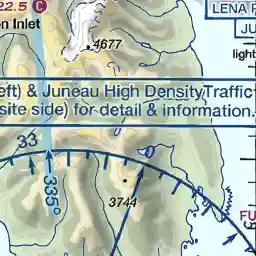 22.5 C
LENA P
on Inlet
JU
4677
light
eft) & Juneau High Density Traffic
site side) for detail & information.
33
335°
3744
FU